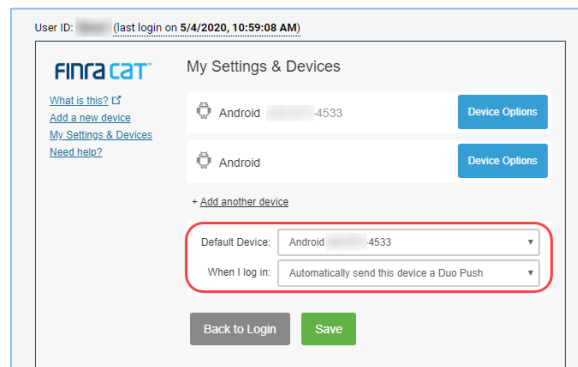 User ID: (last login on 5/4/2020, 10:59:08 AM)
FINRA CAT™
My Settings & Devices
What is this?
Add a new device
My Settings & Devices
Need help?
Android -4533
Device Options
Android
Device Options
+ Add another device
Default Device: Android -4533
When I log in: Automatically send this device a Duo Push
Back to Login
Save